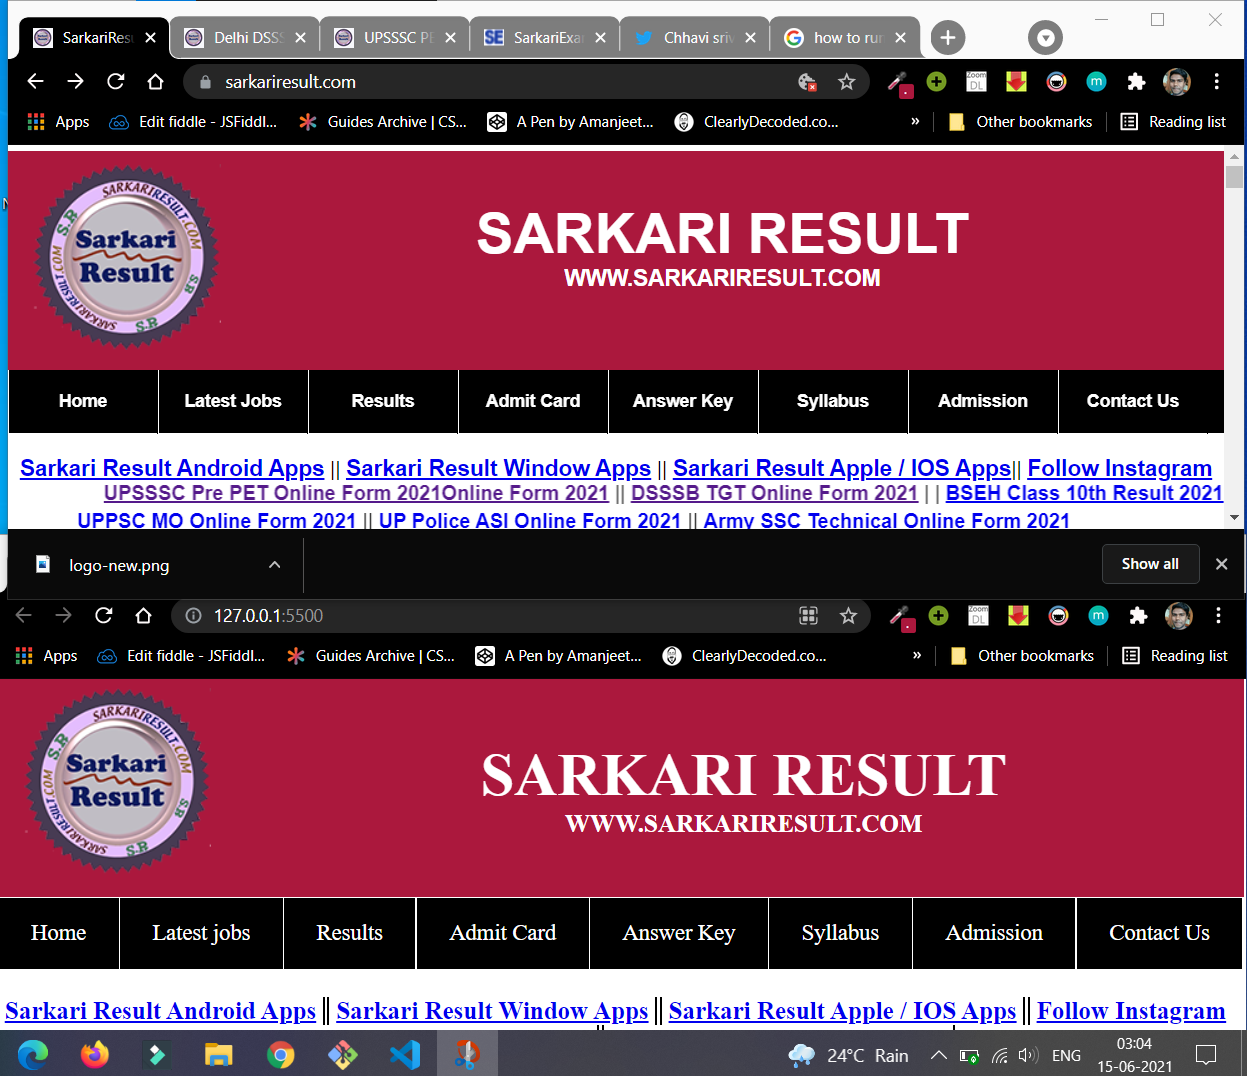 SarkariRes
Delhi DSSS
UPSSSC PE
SarkariExa
Chhavi sriv
how to run
sarkariresult.com
Apps
Edit fiddle - JSFiddl...
Guides Archive | CS...
A Pen by Amanjeet...
ClearlyDecoded.co...
»
Other bookmarks
Reading list
SARKARI RESULT
WWW.SARKARIRESULT.COM
SARKARIRESULT.COM
S.R
Sarkari
Result
Home
Latest Jobs
Results
Admit Card
Answer Key
Syllabus
Admission
Contact Us
Sarkari Result Android Apps || Sarkari Result Window Apps || Sarkari Result Apple / IOS Apps|| Follow Instagram
UPSSSC Pre PET Online Form 2021Online Form 2021 || DSSSB TGT Online Form 2021 | | BSEH Class 10th Result 2021
UPPSC MO Online Form 2021 || UP Police ASI Online Form 2021 || Army SSC Technical Online Form 2021
logo-new.png
Show all
127.0.0.1:5500
Apps
Edit fiddle - JSFiddl...
Guides Archive | CS...
A Pen by Amanjeet...
ClearlyDecoded.co...
»
Other bookmarks
Reading list
SARKARI RESULT
WWW.SARKARIRESULT.COM
SARKARIRESULT.COM
S.R
Sarkari
Result
Home
Latest jobs
Results
Admit Card
Answer Key
Syllabus
Admission
Contact Us
Sarkari Result Android Apps || Sarkari Result Window Apps || Sarkari Result Apple / IOS Apps || Follow Instagram
24°C Rain
ENG
03:04
15-06-2021